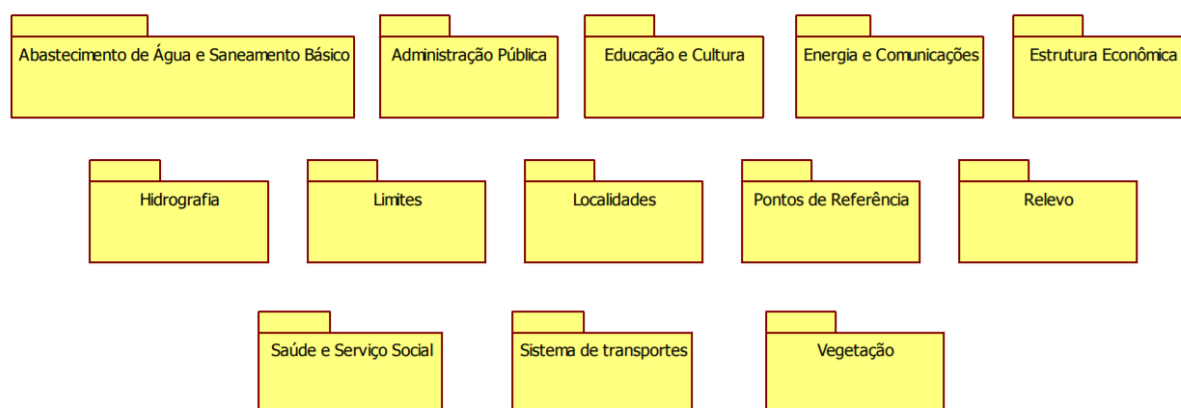 Abastecimento de Água e Saneamento Básico
Administração Pública
Educação e Cultura
Energia e Comunicações
Estrutura Econômica
Hidrografia
Limites
Localidades
Pontos de Referência
Relevo
Saúde e Serviço Social
Sistema de transportes
Vegetação